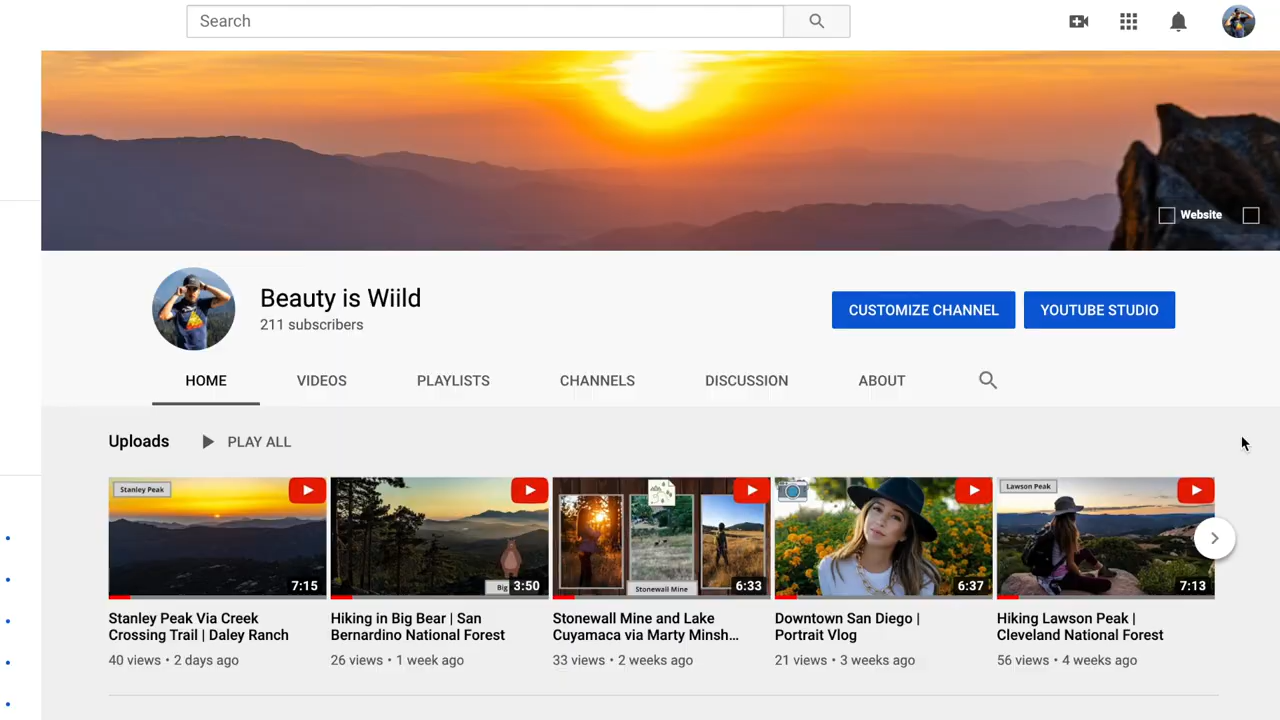 Search
Website
Beauty is Wiild
211 subscribers
CUSTOMIZE CHANNEL
YOUTUBE STUDIO
HOME
VIDEOS
PLAYLISTS
CHANNELS
DISCUSSION
ABOUT
Uploads
PLAY ALL
Stanley Peak
7:15
Big
3:50
Stonewall Mine
6:33
6:37
Lawson Peak
7:13
Stanley Peak Via Creek
Crossing Trail | Daley Ranch
40 views • 2 days ago
Hiking in Big Bear | San
Bernardino National Forest
26 views • 1 week ago
Stonewall Mine and Lake
Cuyamaca via Marty Minsh...
33 views • 2 weeks ago
Downtown San Diego |
Portrait Vlog
21 views • 3 weeks ago
Hiking Lawson Peak |
Cleveland National Forest
56 views • 4 weeks ago